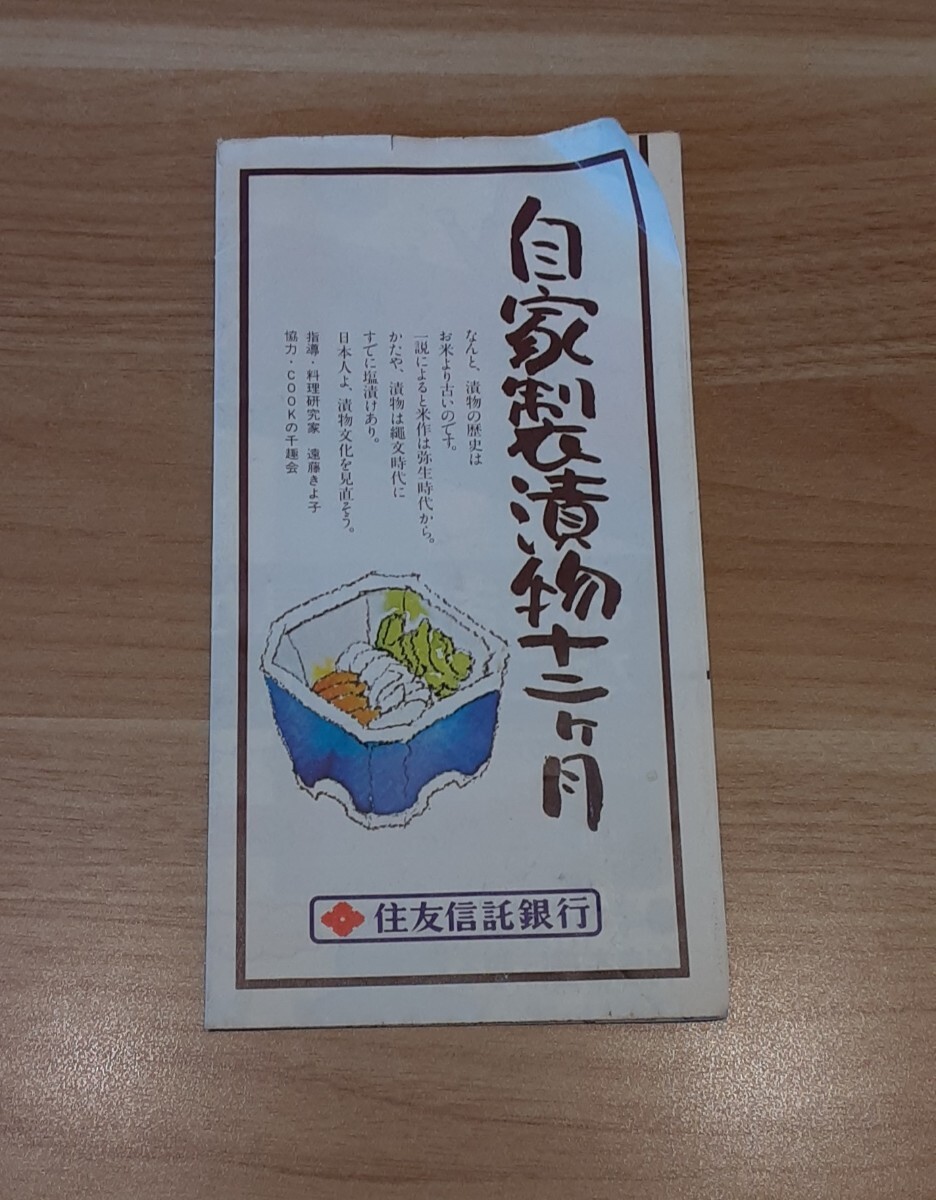 自家製漬物十二ヶ月
なんと、漬物の歴史は
お米より古いのです。
一説によると米作は弥生時代から。
かたや、漬物は縄文時代に
すでに塩漬けあり。
日本人よ、漬物文化を見直そう。
指導・料理研究家 遠藤きよ子
協力・COOKの千趣会
住友信託銀行